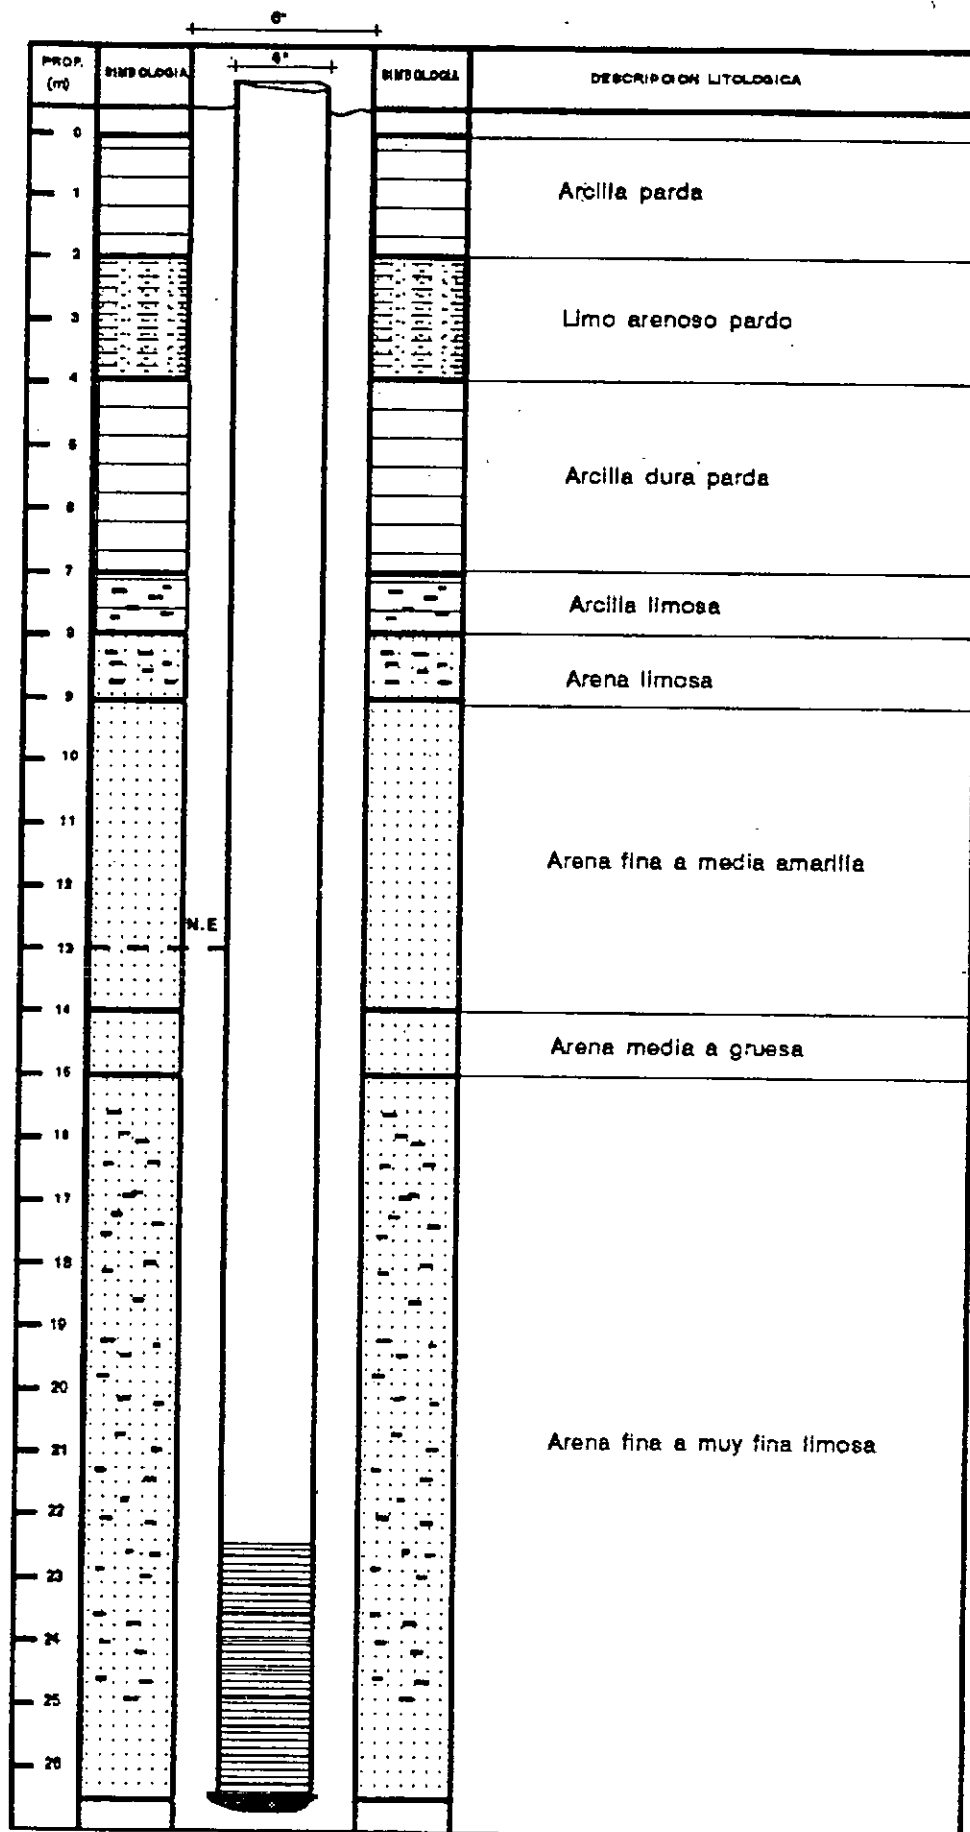 6"
PROF.
(m)
SIMBOLOGIA
4"
SIMBOLOGIA
DESCRIPCION LITOLOGICA
0
Arcilla parda
1
2
Limo arenoso pardo
3
4
Arcilla dura parda
5
6
7
Arcilla limosa
8
Arena limosa
9
10
11
Arena fina a media amarilla
12
N.E
13
14
Arena media a gruesa
15
16
17
18
19
20
21
Arena fina a muy fina limosa
22
23
24
25
26